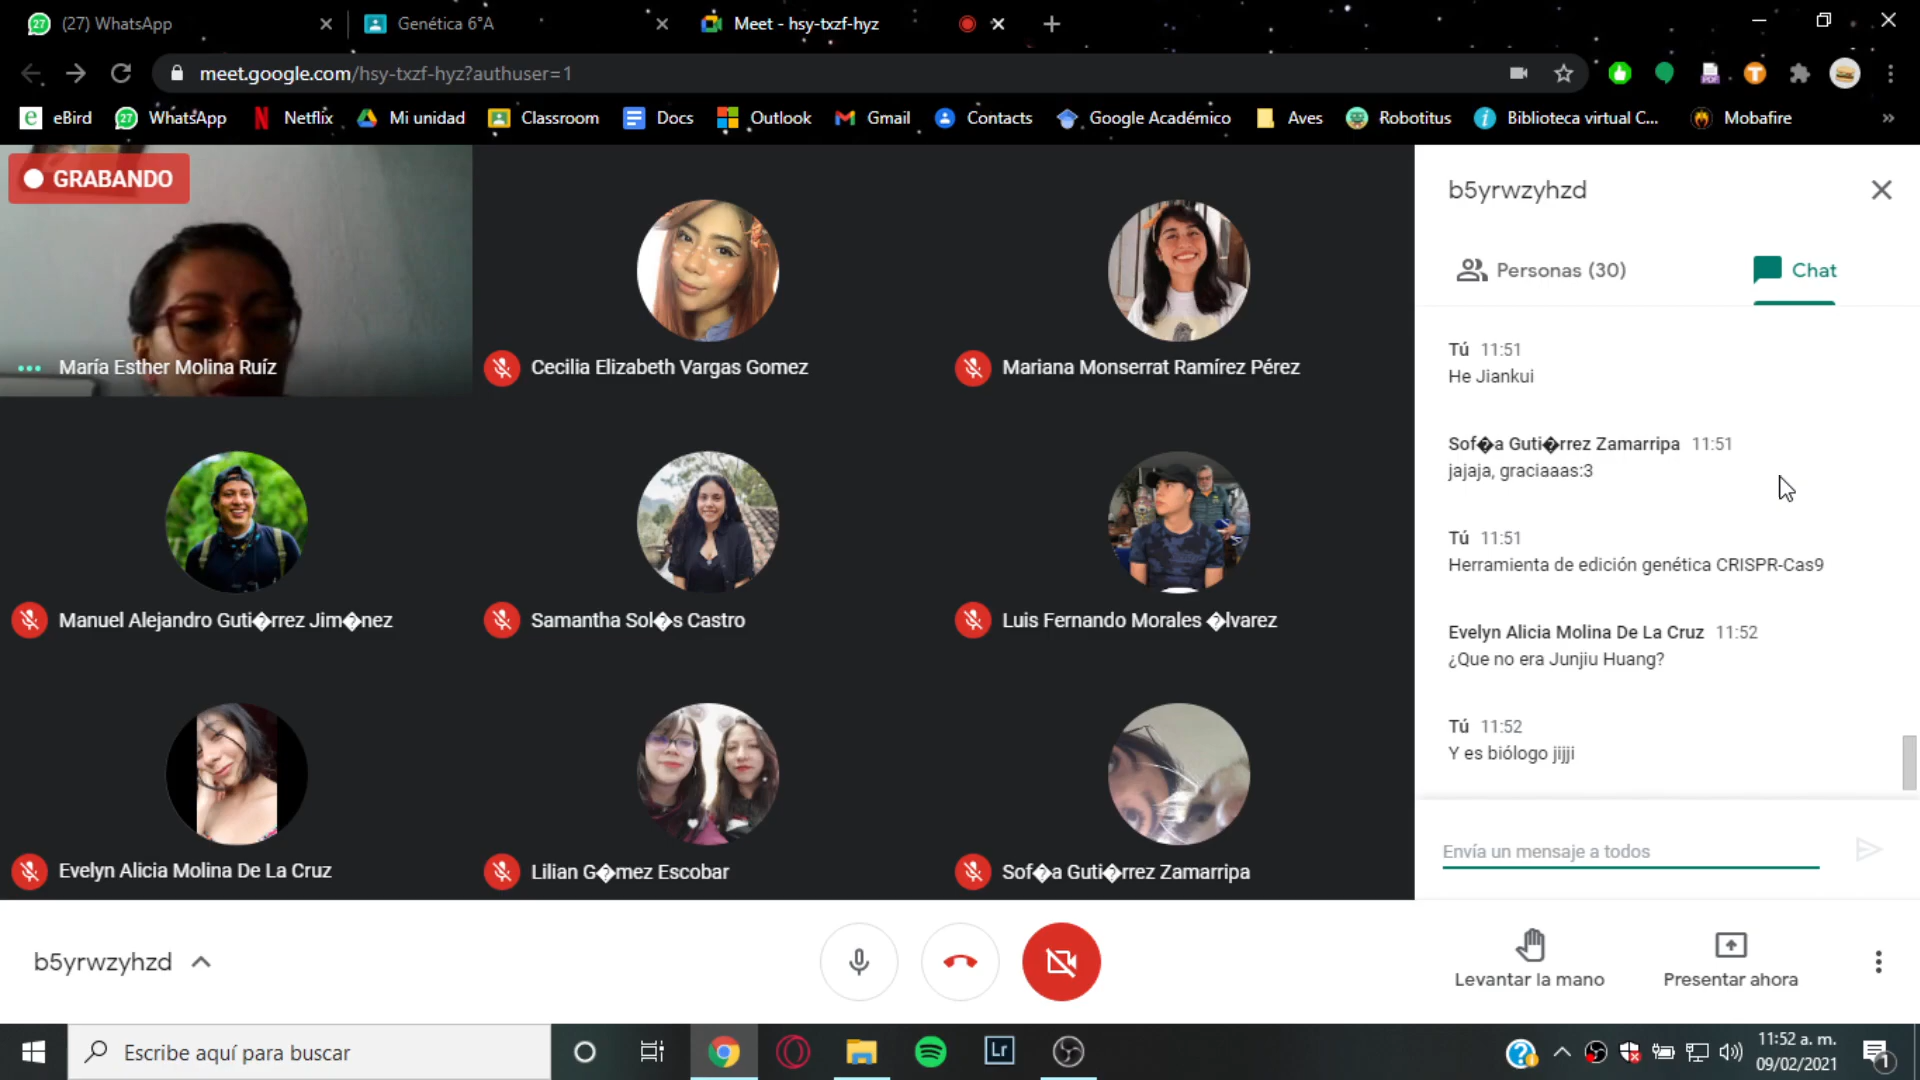 (27) WhatsApp
Genética 6°A
Meet - hsy-txzf-hyz
meet.google.com/hsy-txzf-hyz?authuser=1
eBird
WhatsApp
Netflix
Mi unidad
Classroom
Docs
Outlook
Gmail
Contacts
Google Académico
Aves
Robotitus
Biblioteca virtual C...
Mobafire
»
GRABANDO
María Esther Molina Ruíz
Cecilia Elizabeth Vargas Gomez
Mariana Monserrat Ramírez Pérez
Manuel Alejandro Guti�rrez Jim�nez
Samantha Sol�s Castro
Luis Fernando Morales �lvarez
Evelyn Alicia Molina De La Cruz
Lilian G�mez Escobar
Sof�a Guti�rrez Zamarripa
b5yrwzyhzd
Personas (30)
Chat
Tú 11:51
He Jiankui
Sof�a Guti�rrez Zamarripa 11:51
jajaja, graciaaas:3
Tú 11:51
Herramienta de edición genética CRISPR-Cas9
Evelyn Alicia Molina De La Cruz 11:52
¿Que no era Junjiu Huang?
Tú 11:52
Y es biólogo jijji
Envía un mensaje a todos
b5yrwzyhzd
Levantar la mano
Presentar ahora
Escribe aquí para buscar
Lr
11:52 a. m.
09/02/2021
1